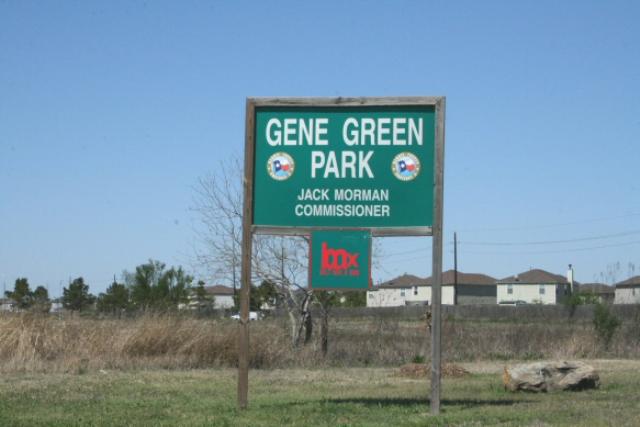 GENE GREEN
PARK
JACK MORMAN
COMMISSIONER
bmx